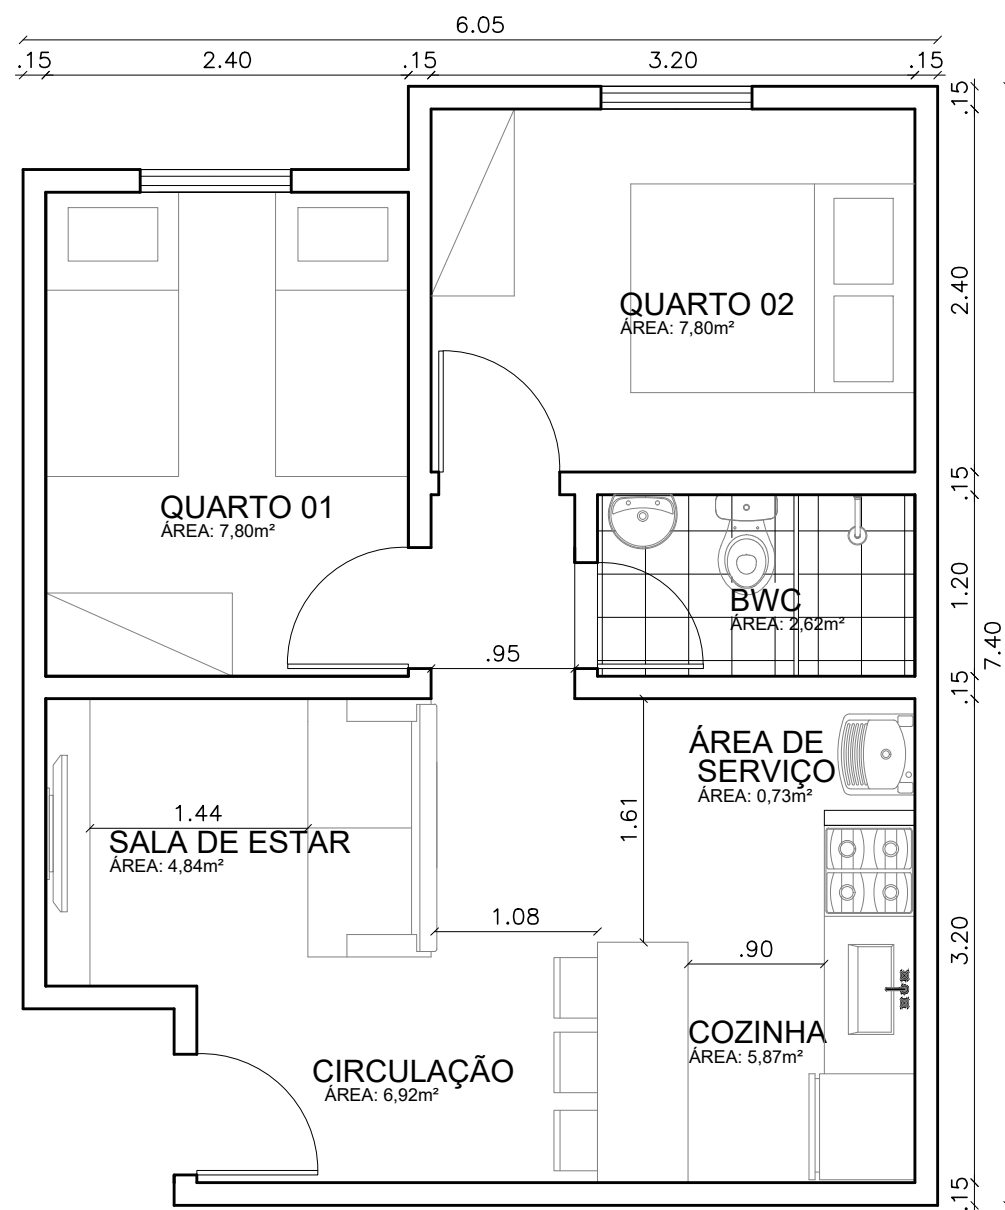 6.05
.15
2.40
.15
3.20
.15
.15
2.40
QUARTO 02
ÁREA: 7,80m²
QUARTO 01
ÁREA: 7,80m²
.15
BWC
ÁREA: 2,62m²
1.20
7.40
.95
.15
ÁREA DE
SERVIÇO
ÁREA: 0,73m²
1.44
1.61
SALA DE ESTAR
ÁREA: 4,84m²
1.08
.90
3.20
COZINHA
ÁREA: 5,87m²
CIRCULAÇÃO
ÁREA: 6,92m²
.15